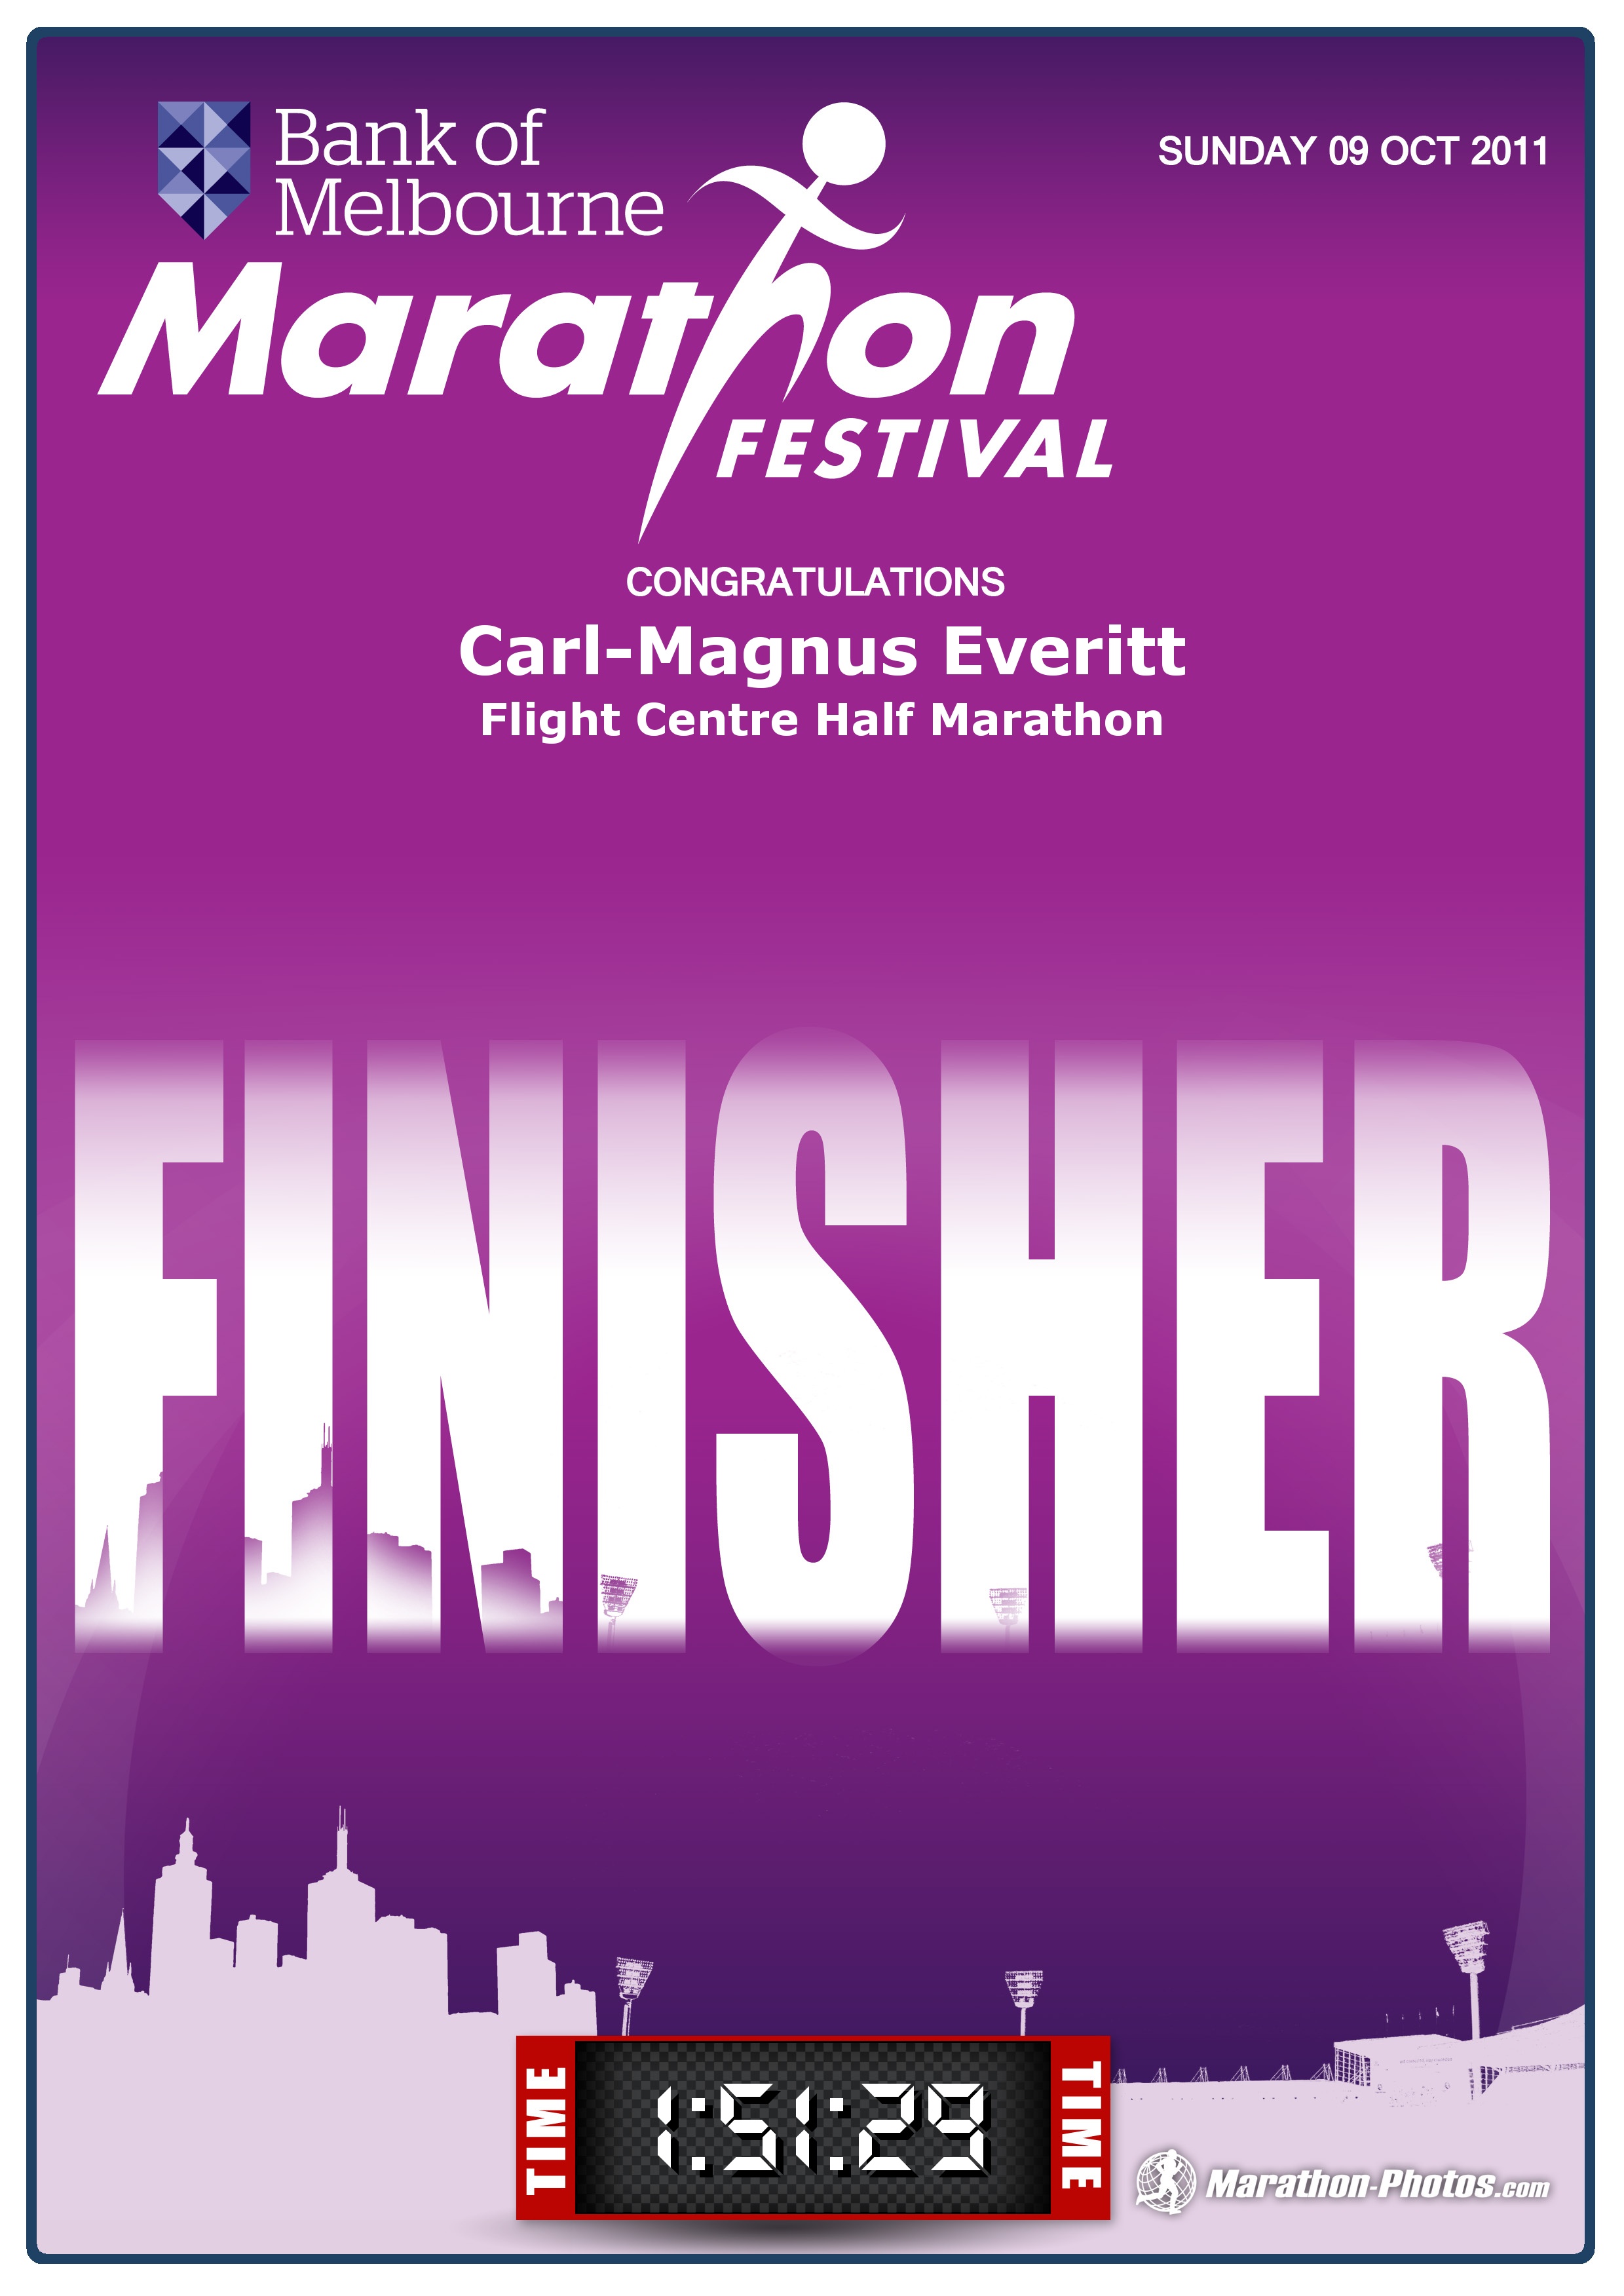 Bank of
Melbourne
SUNDAY 09 OCT 2011
Marathon
FESTIVAL
CONGRATULATIONS
Carl-Magnus Everitt
Flight Centre Half Marathon
FINISHER
TIME
1:51:29
TIME
Marathon-Photos.com